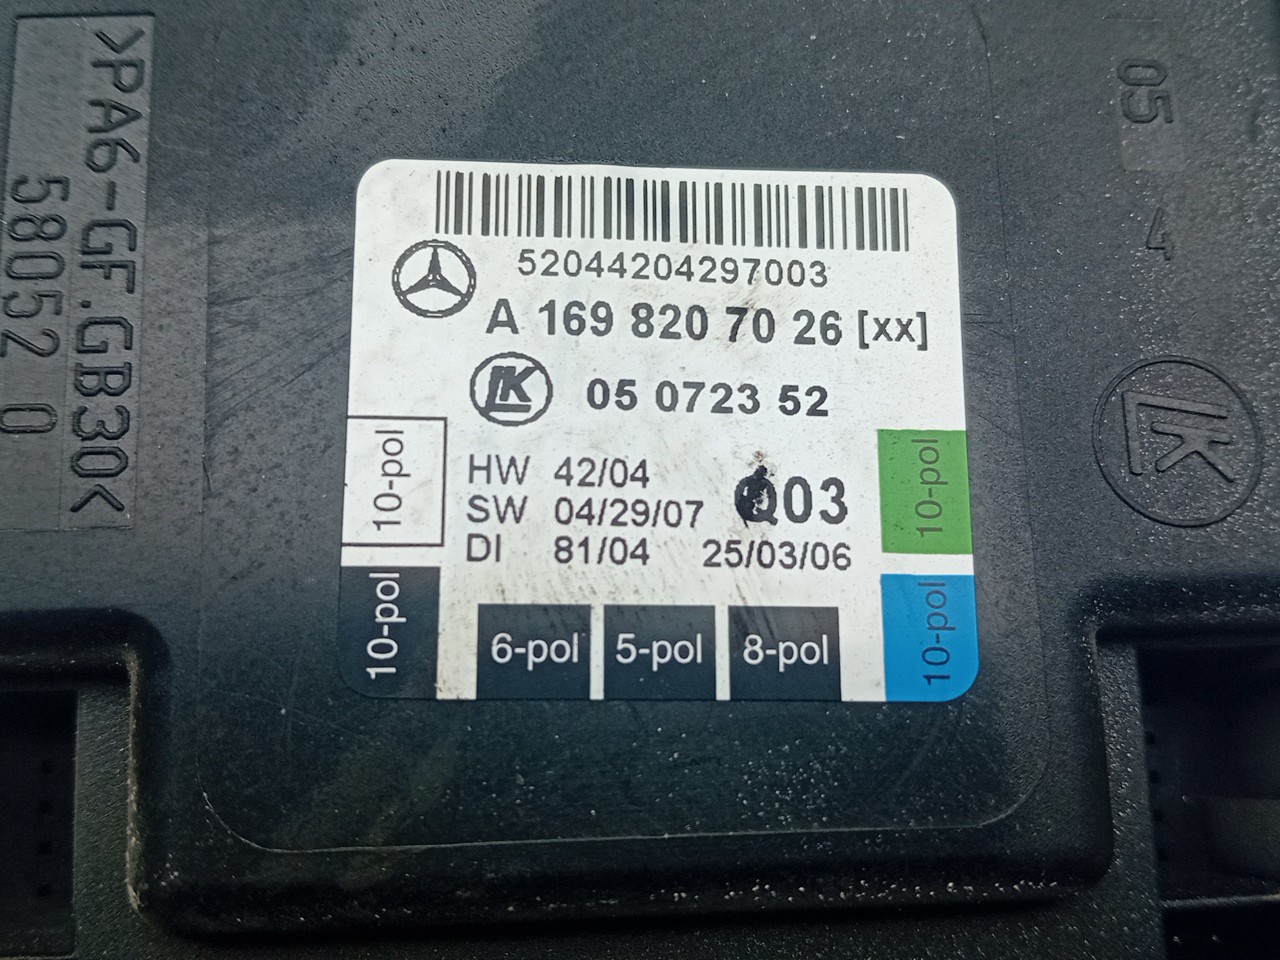 >PA6-GF.GB30<
58052 0
05
4
52044204297003
A 169 820 70 26 [xx]
LK
05 0723 52
HW 42/04
SW 04/29/07
Q03
DI 81/04 25/03/06
10-pol
10-pol
10-pol
10-pol
6-pol
5-pol
8-pol
LK